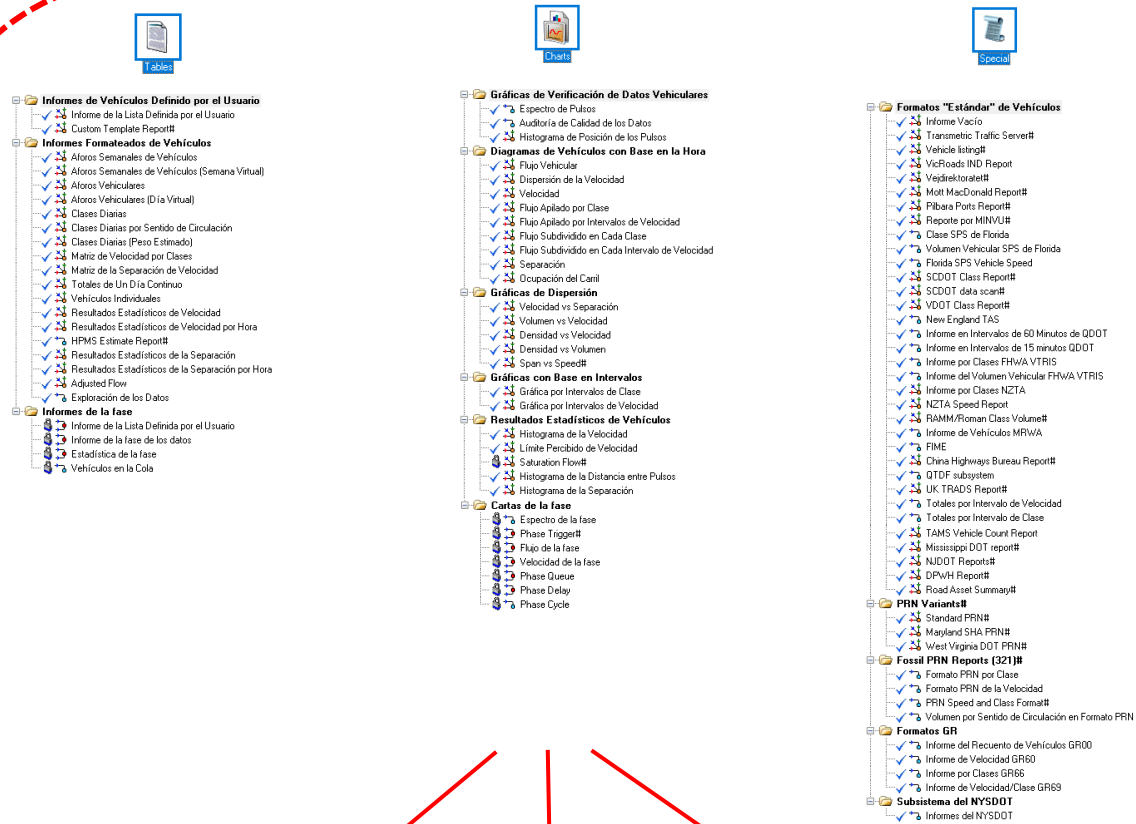 Tables
Informes de Vehículos Definido por el Usuario
Informe de la Lista Definida por el Usuario
Custom Template Report#
Informes Formateados de Vehículos
Aforos Semanales de Vehículos
Aforos Semanales de Vehículos (Semana Virtual)
Aforos Vehiculares
Aforos Vehiculares (Día Virtual)
Clases Diarias
Clases Diarias por Sentido de Circulación
Clases Diarias (Peso Estimado)
Matriz de Velocidad por Clases
Matriz de la Separación de Velocidad
Totales de Un Día Continuo
Vehículos Individuales
Resultados Estadísticos de Velocidad
Resultados Estadísticos de Velocidad por Hora
HPMS Estimate Report#
Resultados Estadísticos de la Separación
Resultados Estadísticos de la Separación por Hora
Adjusted Flow
Exploración de los Datos
Informes de la fase
Informe de la Lista Definida por el Usuario
Informe de la fase de los datos
Estadística de la fase
Vehículos en la Cola
Charts
Gráficas de Verificación de Datos Vehiculares
Espectro de Pulsos
Auditoría de Calidad de los Datos
Histograma de Posición de los Pulsos
Diagramas de Vehículos con Base en la Hora
Flujo Vehicular
Dispersión de la Velocidad
Velocidad
Flujo Apilado por Clase
Flujo Apilado por Intervalos de Velocidad
Flujo Subdividido en Cada Clase
Flujo Subdividido en Cada Intervalo de Velocidad
Separación
Ocupación del Carril
Gráficas de Dispersión
Velocidad vs Separación
Volumen vs Velocidad
Densidad vs Velocidad
Densidad vs Volumen
Span vs Speed#
Gráficas con Base en Intervalos
Gráfica por Intervalos de Clase
Gráfica por Intervalos de Velocidad
Resultados Estadísticos de Vehículos
Histograma de la Velocidad
Límite Percibido de Velocidad
Saturation Flow#
Histograma de la Distancia entre Pulsos
Histograma de la Separación
Cartas de la fase
Espectro de la fase
Phase Trigger#
Flujo de la fase
Velocidad de la fase
Phase Queue
Phase Delay
Phase Cycle
Special
Formatos "Estándar" de Vehículos
Informe Vacío
Transmetric Traffic Server#
Vehicle listing#
VicRoads IND Report
Vejdirektoratet#
Mott MacDonald Report#
Pilbara Ports Report#
Reporte por MINVU#
Clase SPS de Florida
Volumen Vehicular SPS de Florida
Florida SPS Vehicle Speed
SCDOT Class Report#
SCDOT data scan#
VDOT Class Report#
New England TAS
Informe en Intervalos de 60 Minutos de QDOT
Informe en Intervalos de 15 minutos QDOT
Informe por Clases FHWA VTRIS
Informe del Volumen Vehicular FHWA VTRIS
Informe por Clases NZTA
NZTA Speed Report
RAMM/Roman Class Volume#
Informe de Vehículos MRWA
FIME
China Highways Bureau Report#
QTDF subsystem
UK TRADS Report#
Totales por Intervalo de Velocidad
Totales por Intervalo de Clase
TAMS Vehicle Count Report
Mississippi DOT report#
NJDOT Reports#
DPWH Report#
Road Asset Summary#
PRN Variants#
Standard PRN#
Maryland SHA PRN#
West Virginia DOT PRN#
Fossil PRN Reports (321)#
Formato PRN por Clase
Formato PRN de la Velocidad
PRN Speed and Class Format#
Volumen por Sentido de Circulación en Formato PRN
Formatos GR
Informe del Recuento de Vehículos GR00
Informe de Velocidad GR60
Informe por Clases GR66
Informe de Velocidad/Clase GR69
Subsistema del NYSDOT
Informes del NYSDOT